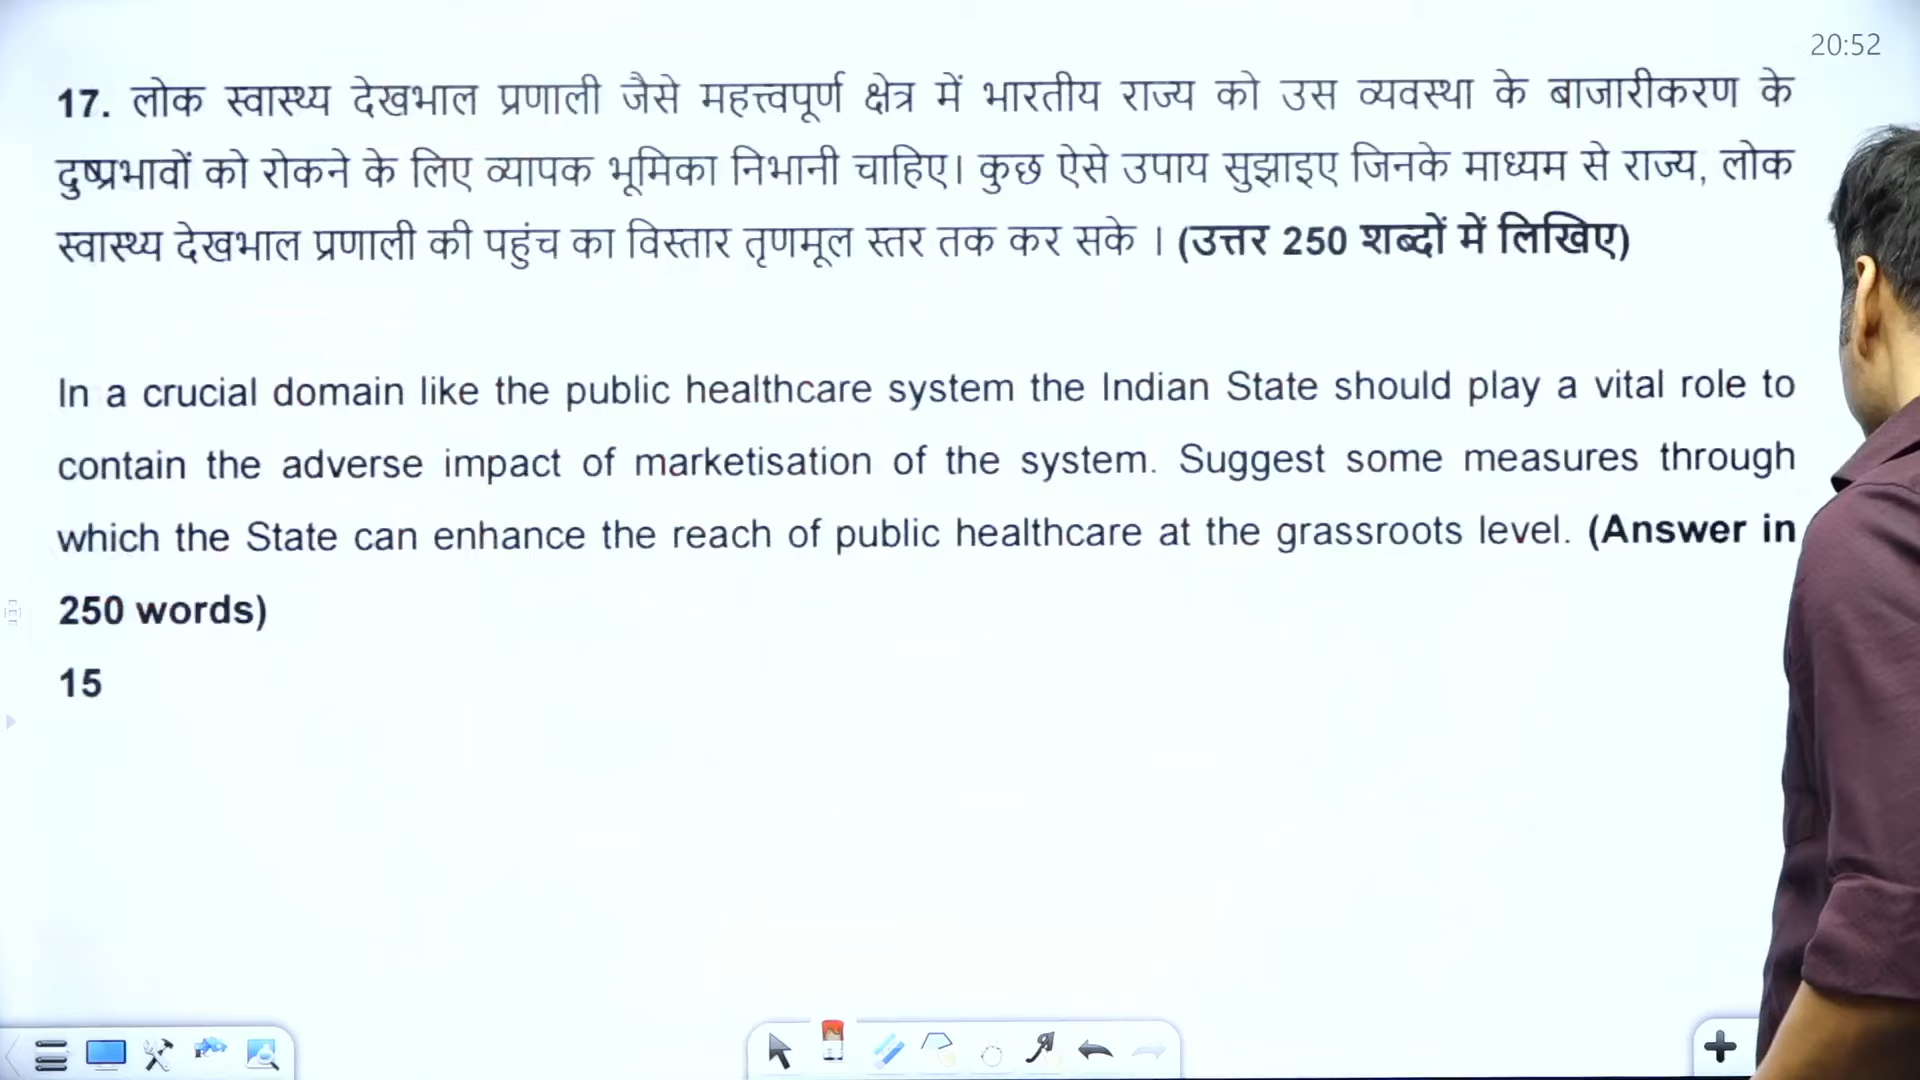 20:52
17. लोक स्वास्थ्य देखभाल प्रणाली जैसे महत्त्वपूर्ण क्षेत्र में भारतीय राज्य को उस व्यवस्था के बाजारीकरण के
दुष्प्रभावों को रोकने के लिए व्यापक भूमिका निभानी चाहिए। कुछ ऐसे उपाय सुझाइए जिनके माध्यम से राज्य, लोक
स्वास्थ्य देखभाल प्रणाली की पहुंच का विस्तार तृणमूल स्तर तक कर सके । (उत्तर 250 शब्दों में लिखिए)
In a crucial domain like the public healthcare system the Indian State should play a vital role to
contain the adverse impact of marketisation of the system. Suggest some measures through
which the State can enhance the reach of public healthcare at the grassroots level. (Answer in
250 words)
15